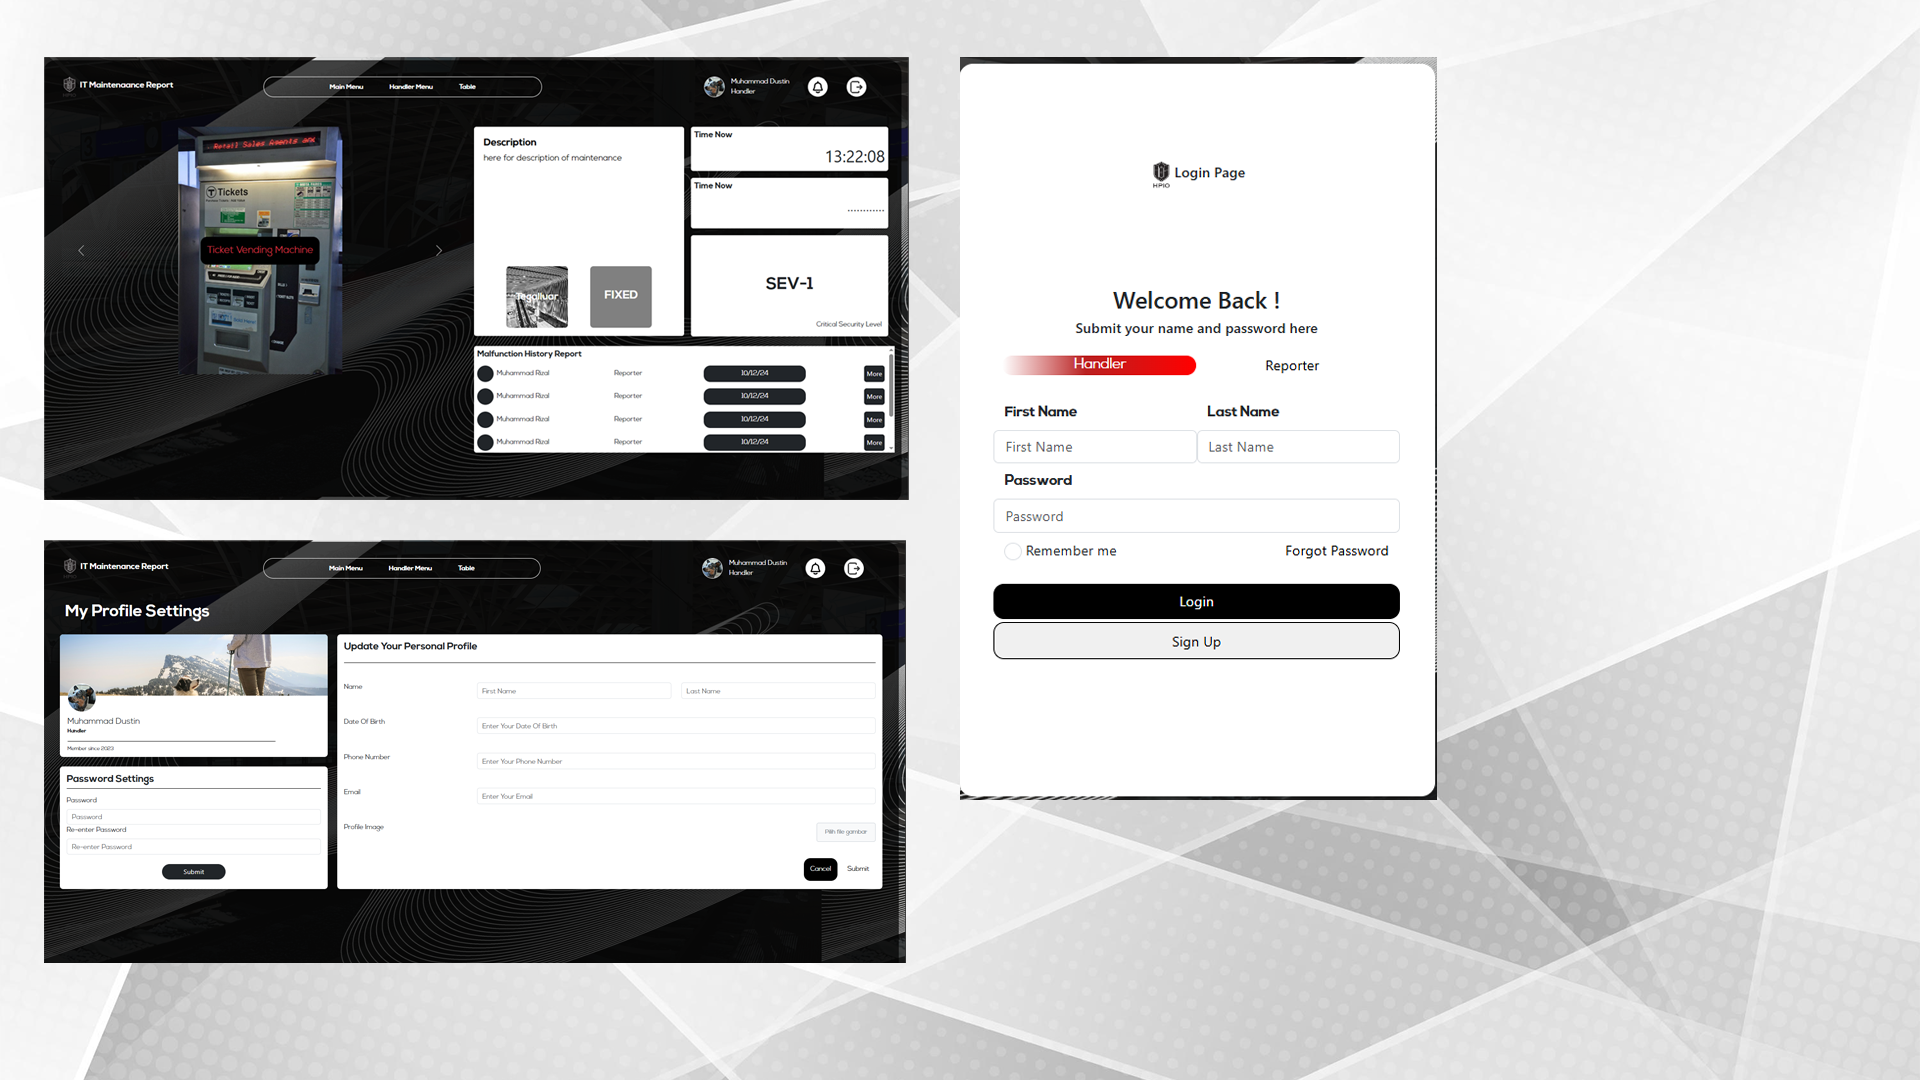 IT Maintenaance Report
Main Menu
Handler Menu
Table
Muhammad Dustin
Handler
. Retail Sales Agents are
Tickets
Ticket Vending Machine
Description
here for description of maintenance
Tegalluar
FIXED
Time Now
13:22:08
Time Now
............
SEV-1
Critical Security Level
Malfunction History Report
Muhammad Rizal Reporter 10/12/24 More
Muhammad Rizal Reporter 10/12/24 More
Muhammad Rizal Reporter 10/12/24 More
Muhammad Rizal Reporter 10/12/24 More
IT Maintenance Report
Main Menu
Handler Menu
Table
Muhammad Dustin
Handler
My Profile Settings
Muhammad Dustin
Handler
Member since 2023
Password Settings
Password
Password
Re-enter Password
Re-enter Password
Submit
Update Your Personal Profile
Name
First Name
Last Name
Date Of Birth
Enter Your Date Of Birth
Phone Number
Enter Your Phone Number
Email
Enter Your Email
Profile Image
Pilih file gambar
Cancel
Submit
HPIO
Login Page
Welcome Back !
Submit your name and password here
Handler
Reporter
First Name
Last Name
First Name
Last Name
Password
Password
Remember me
Forgot Password
Login
Sign Up